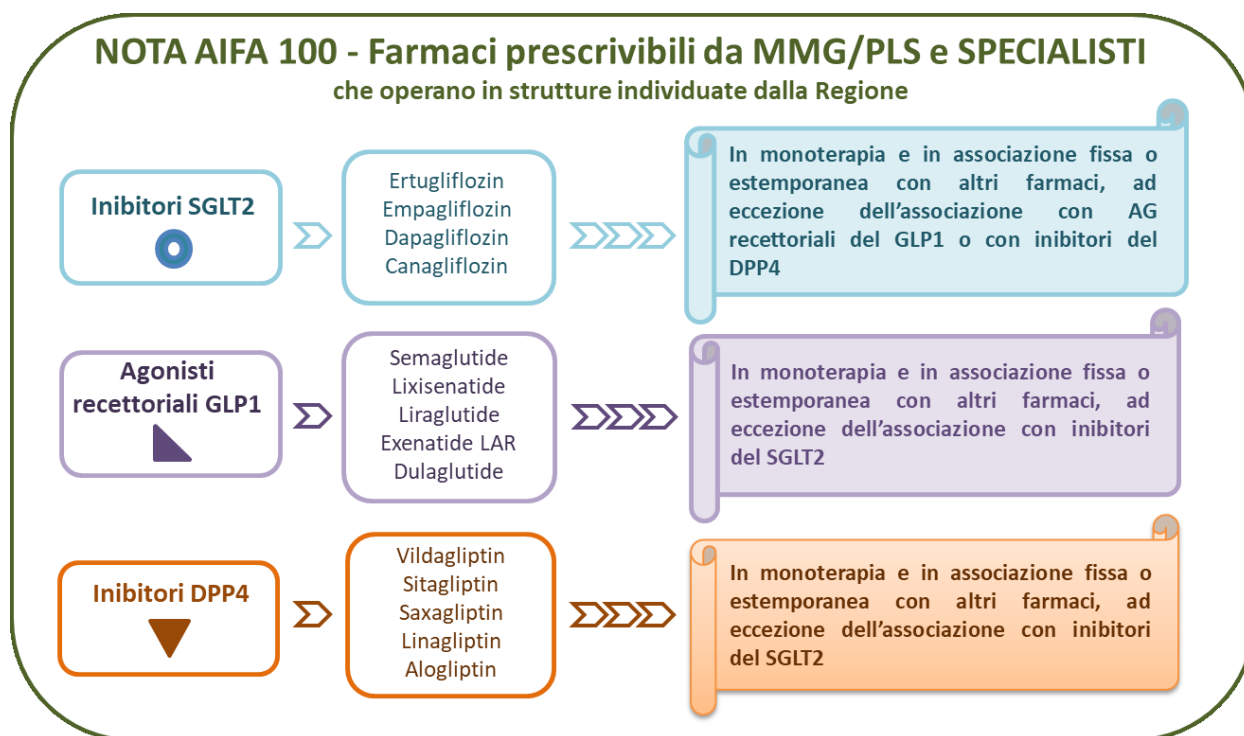 NOTA AIFA 100 - Farmaci prescrivibili da MMG/PLS e SPECIALISTI
che operano in strutture individuate dalla Regione
Inibitori SGLT2
Ertugliflozin
Empagliflozin
Dapagliflozin
Canagliflozin
In monoterapia e in associazione fissa o
estemporanea con altri farmaci, ad
eccezione dell'associazione con AG
recettoriali del GLP1 o con inibitori del
DPP4
Agonisti
recettoriali GLP1
Semaglutide
Lixisenatide
Liraglutide
Exenatide LAR
Dulaglutide
In monoterapia e in associazione fissa o
estemporanea con altri farmaci, ad
eccezione dell'associazione con inibitori
del SGLT2
Inibitori DPP4
Vildagliptin
Sitagliptin
Saxagliptin
Linagliptin
Alogliptin
In monoterapia e in associazione fissa o
estemporanea con altri farmaci, ad
eccezione dell'associazione con inibitori
del SGLT2